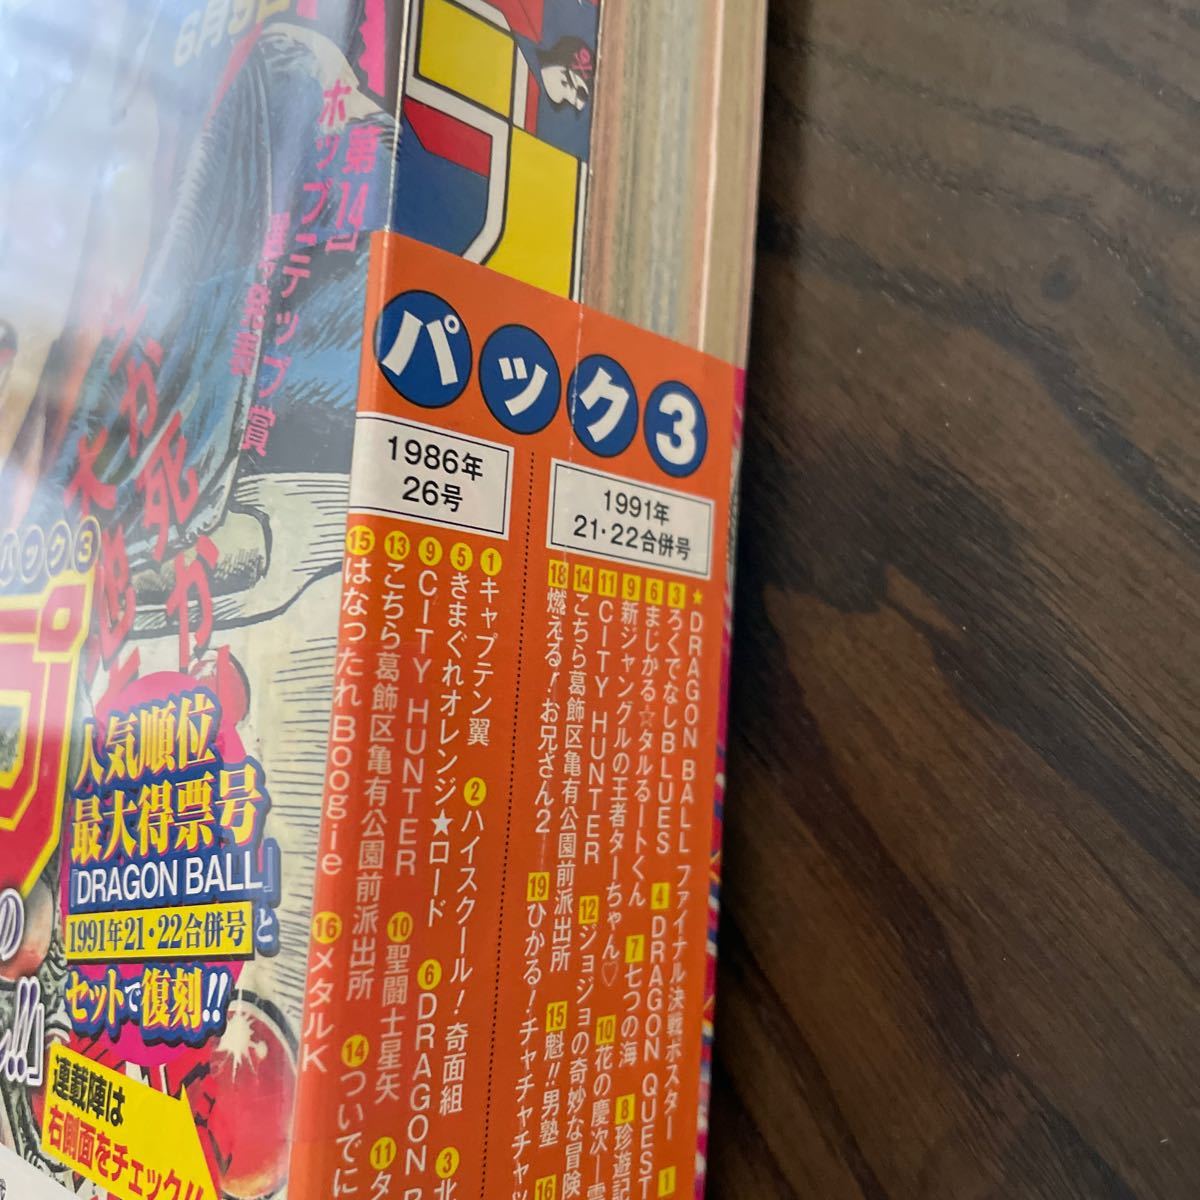 6月9日
ホップ★ステップ賞
第14
発表
パック3
1986年
26号
①キャプテン翼 ②ハイスクール!奇面組 ③北
⑤きまぐれオレンジ★ロード ⑥DRAGON B
⑨CITY HUNTER ⑩聖闘士星矢 ⑪
⑬こちら葛飾区亀有公園前派出所 ⑭ついでに
⑮はなったれBoogie ⑯メタルK
1991年
21・22合併号
★DRAGON BALLファイナル決戦ポスター 1
3ろくでなしBLUES 4DRAGON QUEST
6まじかる☆タルるートくん 7七つの海 8珍遊記
9新ジャングルの王者ターちゃん♡ 10花の慶次―雲
11CITY HUNTER 12ジョジョの奇妙な冒険
14こちら葛飾区亀有公園前派出所 15魁!!男塾 16
18燃える!お兄さん2 19ひかる!チャチャチャッ
パック3
人気順位
最大得票号
『DRAGON BALL』
1991年21・22合併号と
セットで復刻!!
の
!!』
連載陣は
右側面をチェック!!